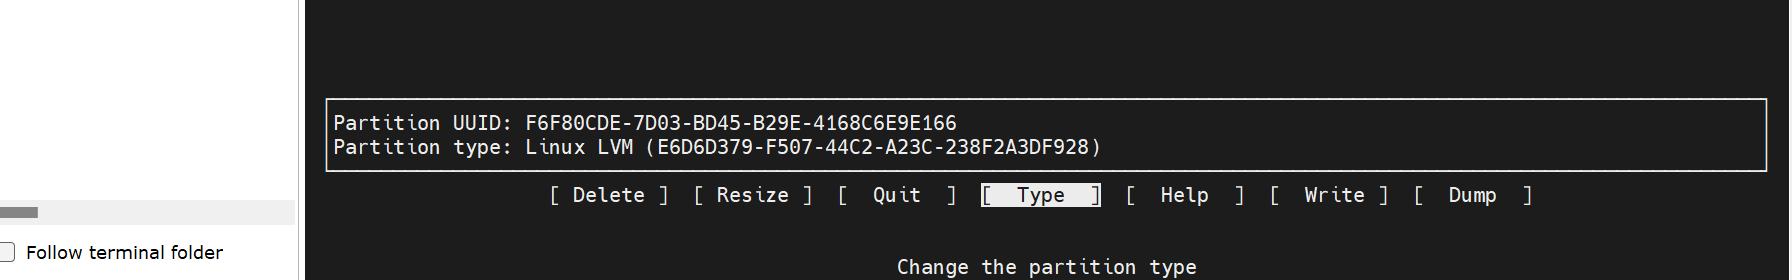 Partition UUID: F6F80CDE-7D03-BD45-B29E-4168C6E9E166
Partition type: Linux LVM (E6D6D379-F507-44C2-A23C-238F2A3DF928)
[ Delete ] [ Resize ] [ Quit ] [ Type ] [ Help ] [ Write ] [ Dump ]
Follow terminal folder
Change the partition type